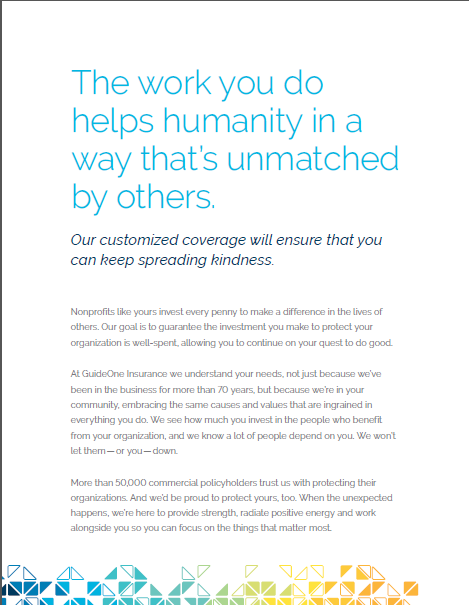 The work you do
helps humanity in a
way that’s unmatched
by others.
Our customized coverage will ensure that you
can keep spreading kindness.
Nonprofits like yours invest every penny to make a difference in the lives of
others. Our goal is to guarantee the investment you make to protect your
organization is well-spent, allowing you to continue on your quest to do good.
At GuideOne Insurance we understand your needs, not just because we’ve
been in the business for more than 70 years, but because we’re in your
community, embracing the same causes and values that are ingrained in
everything you do. We see how much you invest in the people who benefit
from your organization, and we know a lot of people depend on you. We won’t
let them—or you—down.
More than 50,000 commercial policyholders trust us with protecting their
organizations. And we’d be proud to protect yours, too. When the unexpected
happens, we’re here to provide strength, radiate positive energy and work
alongside you so you can focus on the things that matter most.